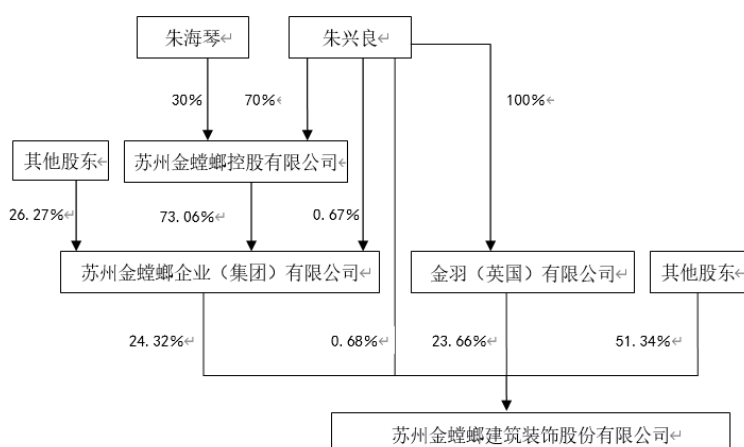 朱海琴
朱兴良
30%
70%
100%
其他股东
苏州金螳螂控股有限公司
26.27%
73.06%
0.67%
苏州金螳螂企业（集团）有限公司
金羽（英国）有限公司
其他股东
24.32%
0.68%
23.66%
51.34%
苏州金螳螂建筑装饰股份有限公司